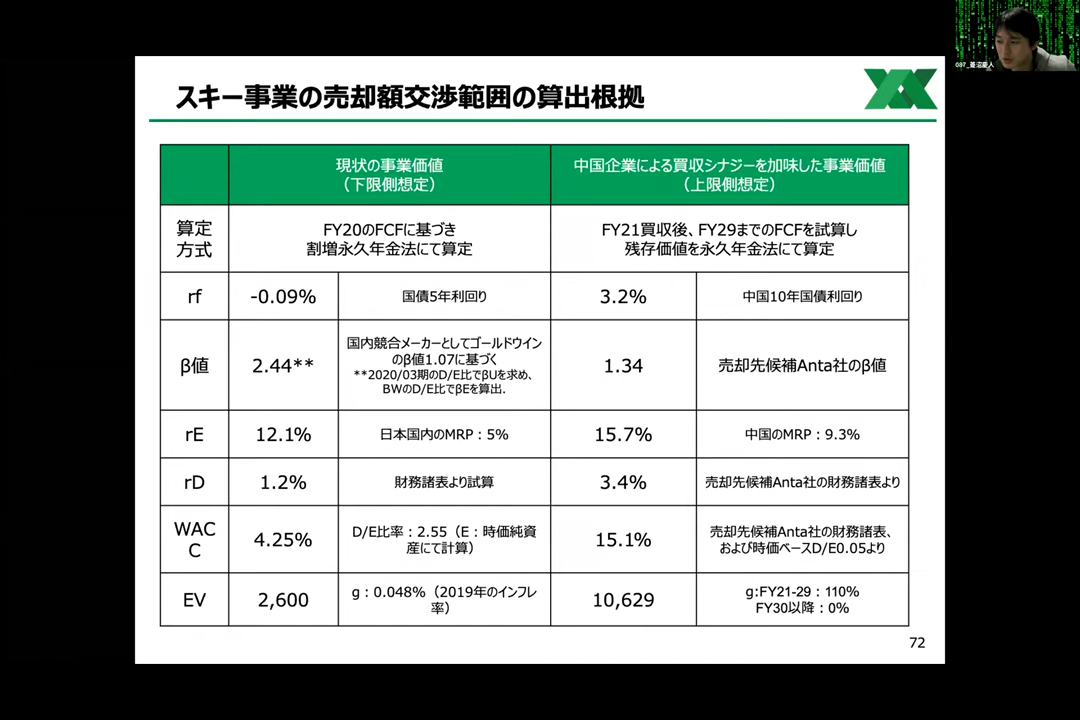 087_菱沼慶人
スキー事業の売却額交渉範囲の算出根拠
現状の事業価値
（下限側想定）
中国企業による買収シナジーを加味した事業価値
（上限側想定）
算定
方式
FY20のFCFに基づき
割増永久年金法にて算定
FY21買収後、FY29までのFCFを試算し
残存価値を永久年金法にて算定
rf
-0.09%
国債5年利回り
3.2%
中国10年国債利回り
β値
2.44**
国内競合メーカーとしてゴールドウイン
のβ値1.07に基づく
**2020/03期のD/E比でβUを求め、
BWのD/E比でβEを算出.
1.34
売却先候補Anta社のβ値
rE
12.1%
日本国内のMRP：5%
15.7%
中国のMRP：9.3%
rD
1.2%
財務諸表より試算
3.4%
売却先候補Anta社の財務諸表より
WAC
C
4.25%
D/E比率：2.55（E：時価純資
産にて計算）
15.1%
売却先候補Anta社の財務諸表、
および時価ベースD/E0.05より
EV
2,600
g：0.048%（2019年のインフレ
率）
10,629
g:FY21-29：110%
FY30以降：0%
72